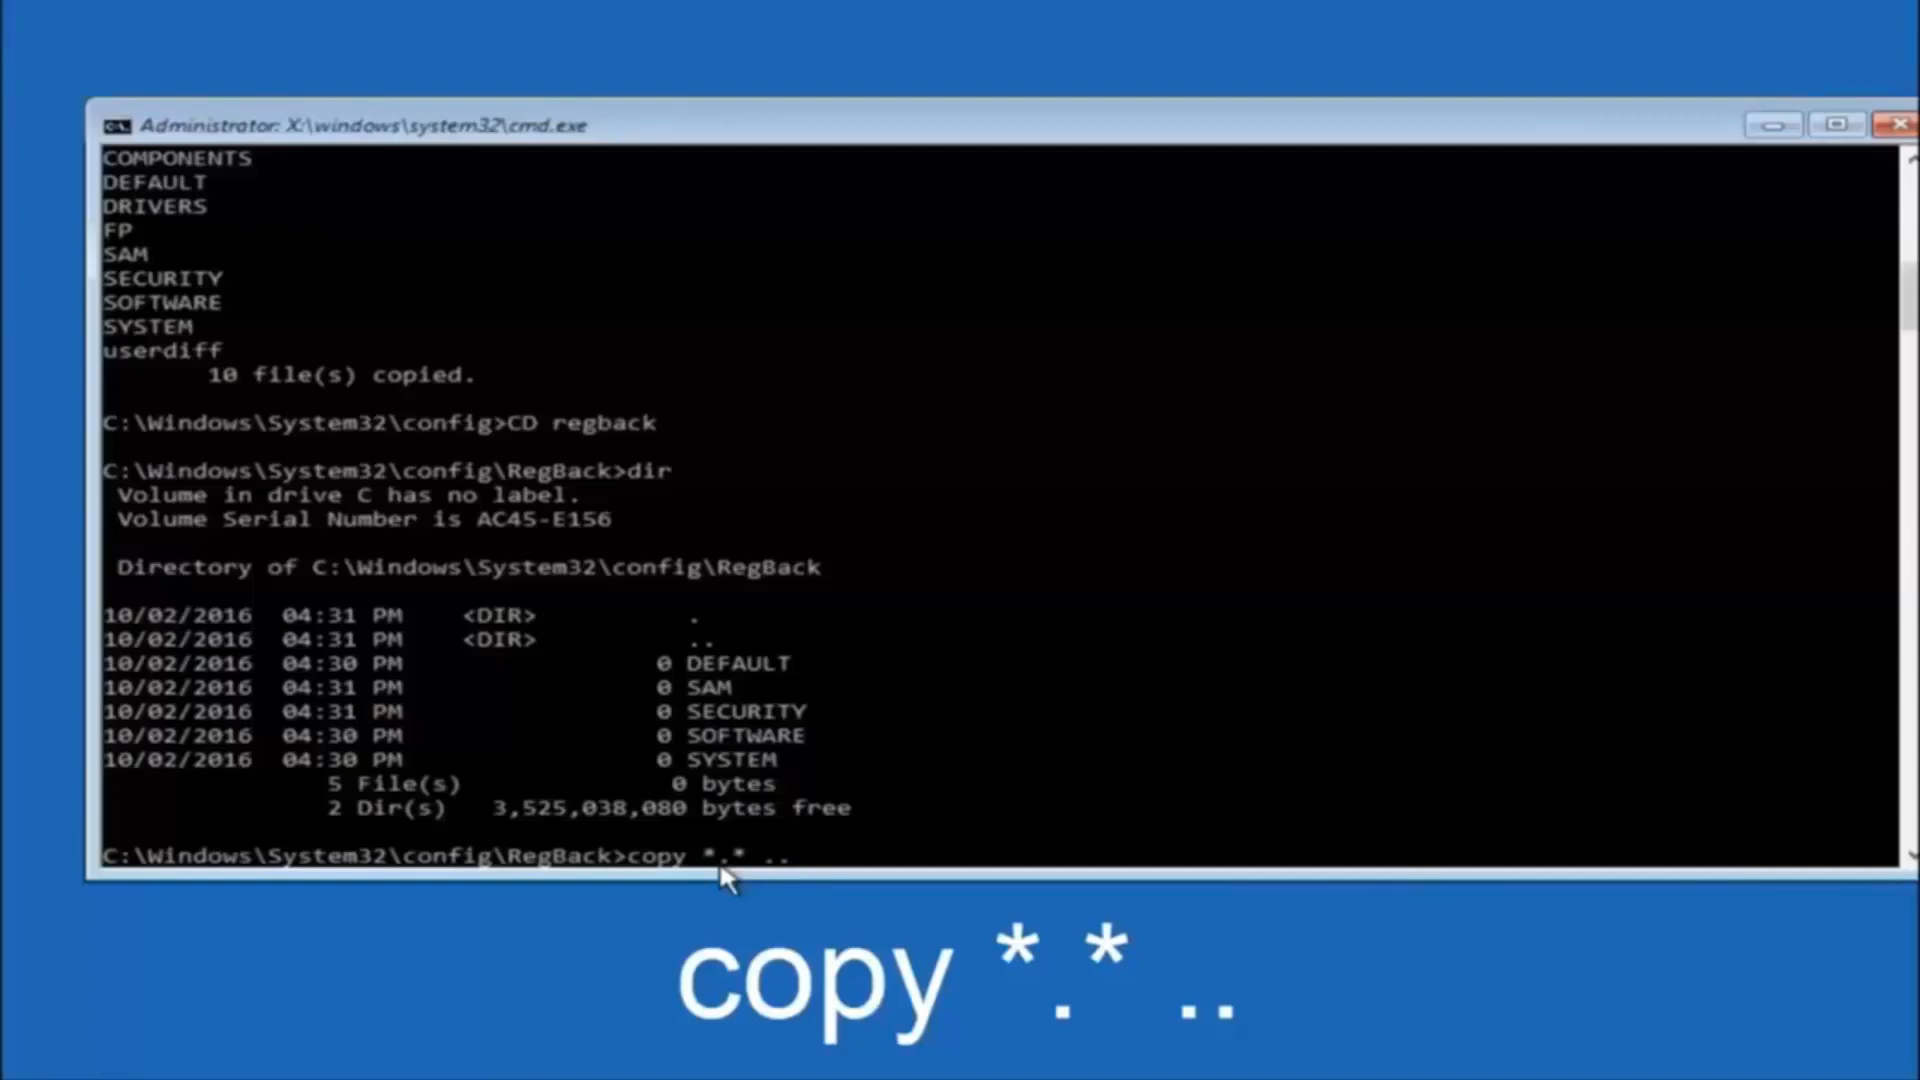 Administrator: X:\windows\system32\cmd.exe
COMPONENTS
DEFAULT
DRIVERS
FP
SAM
SECURITY
SOFTWARE
SYSTEM
userdiff
10 file(s) copied.
C:\Windows\System32\config>CD regback
C:\Windows\System32\config\RegBack>dir
Volume in drive C has no label.
Volume Serial Number is AC45-E156
Directory of C:\Windows\System32\config\RegBack
10/02/2016 04:31 PM <DIR> .
10/02/2016 04:31 PM <DIR> ..
10/02/2016 04:30 PM 0 DEFAULT
10/02/2016 04:31 PM 0 SAM
10/02/2016 04:31 PM 0 SECURITY
10/02/2016 04:30 PM 0 SOFTWARE
10/02/2016 04:30 PM 0 SYSTEM
5 File(s) 0 bytes
2 Dir(s) 3,525,038,080 bytes free
C:\Windows\System32\config\RegBack>copy *.* ..
copy *.* ..